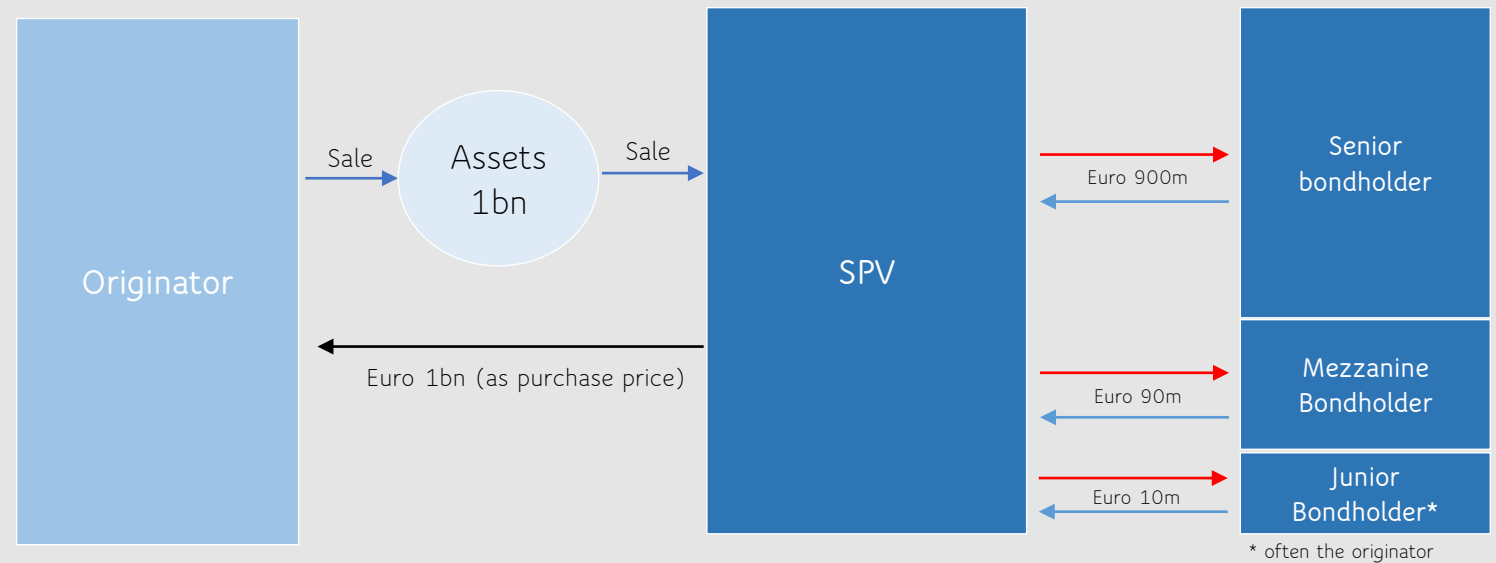 Originator
Sale
Assets
1bn
Sale
Euro 1bn (as purchase price)
SPV
Euro 900m
Senior
bondholder
Euro 90m
Mezzanine
Bondholder
Euro 10m
Junior
Bondholder*
* often the originator